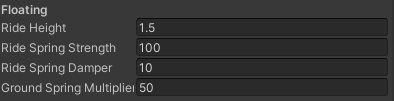 Floating
Ride Height 1.5
Ride Spring Strength 100
Ride Spring Damper 10
Ground Spring Multiplier 50